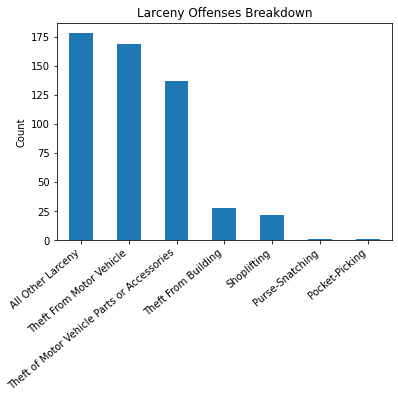 Larceny Offenses Breakdown
Count
175
150
125
100
75
50
25
0
All Other Larceny
Theft From Motor Vehicle
Theft of Motor Vehicle Parts or Accessories
Theft From Building
Shoplifting
Purse-Snatching
Pocket-Picking